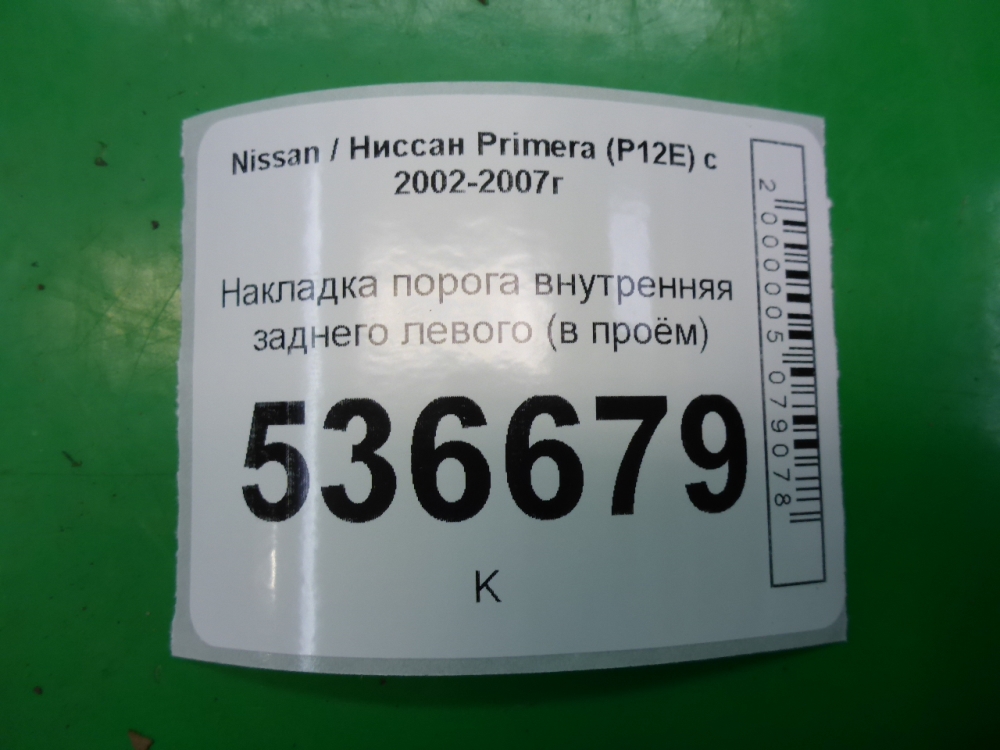 Nissan / Ниссан Primera (P12E) с
2002-2007г
Накладка порога внутренняя
заднего левого (в проём)
536679
К
2000005079078